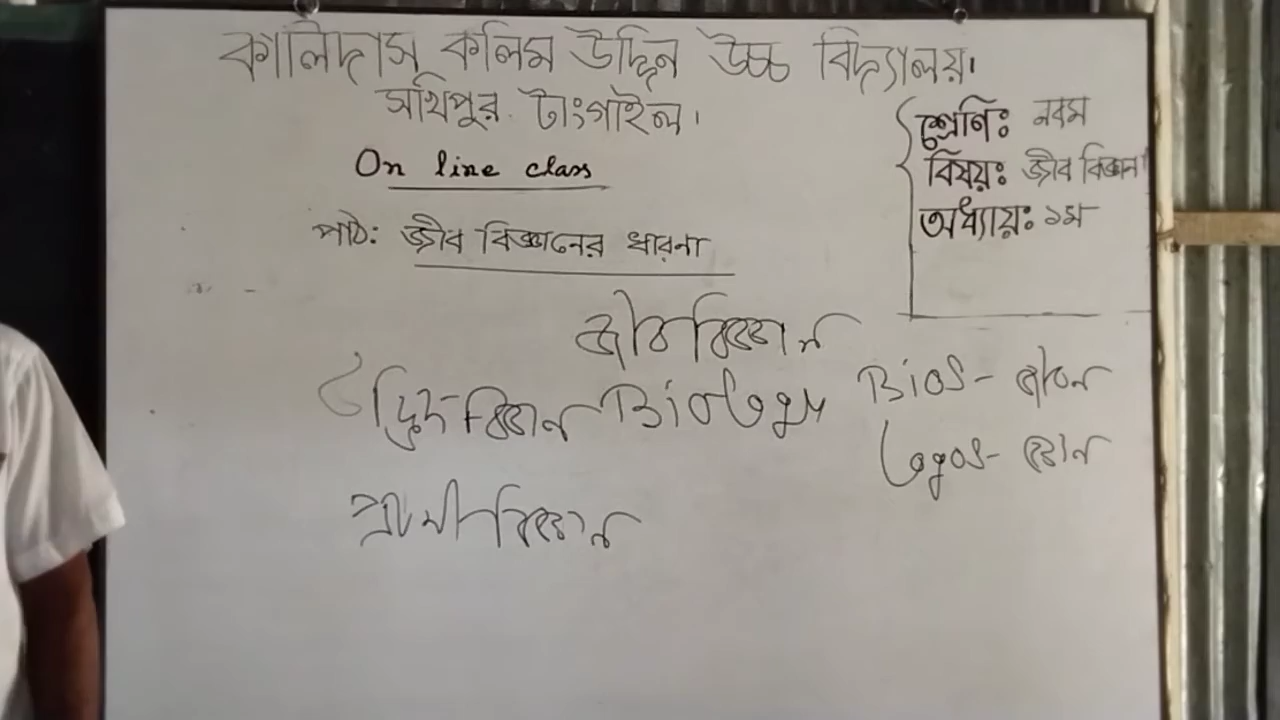 কালিদাস কলিম উদ্দিন উচ্চ বিদ্যালয়।
সখিপুর টাংগাইল।
On line class
শ্রেণিঃ নবম
বিষয়ঃ জীব বিজ্ঞান
অধ্যায়ঃ ১ম
পাঠ: জীব বিজ্ঞানের ধারনা
জীববিজ্ঞান
উদ্ভিদ-বিজ্ঞান Biology Bios- জীবন
Logos- জ্ঞান
প্রাণীবিজ্ঞান